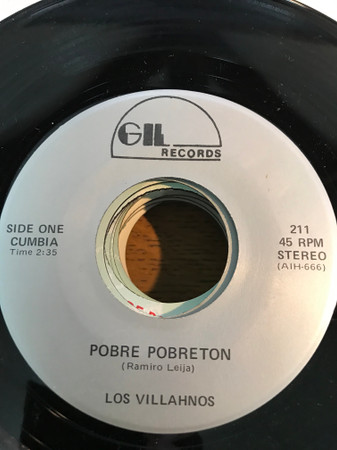 GIL
RECORDS
SIDE ONE
CUMBIA
Time 2:35
211
45 RPM
STEREO
(AIH-666)
POBRE POBRETON
(Ramiro Leija)
LOS VILLAHNOS